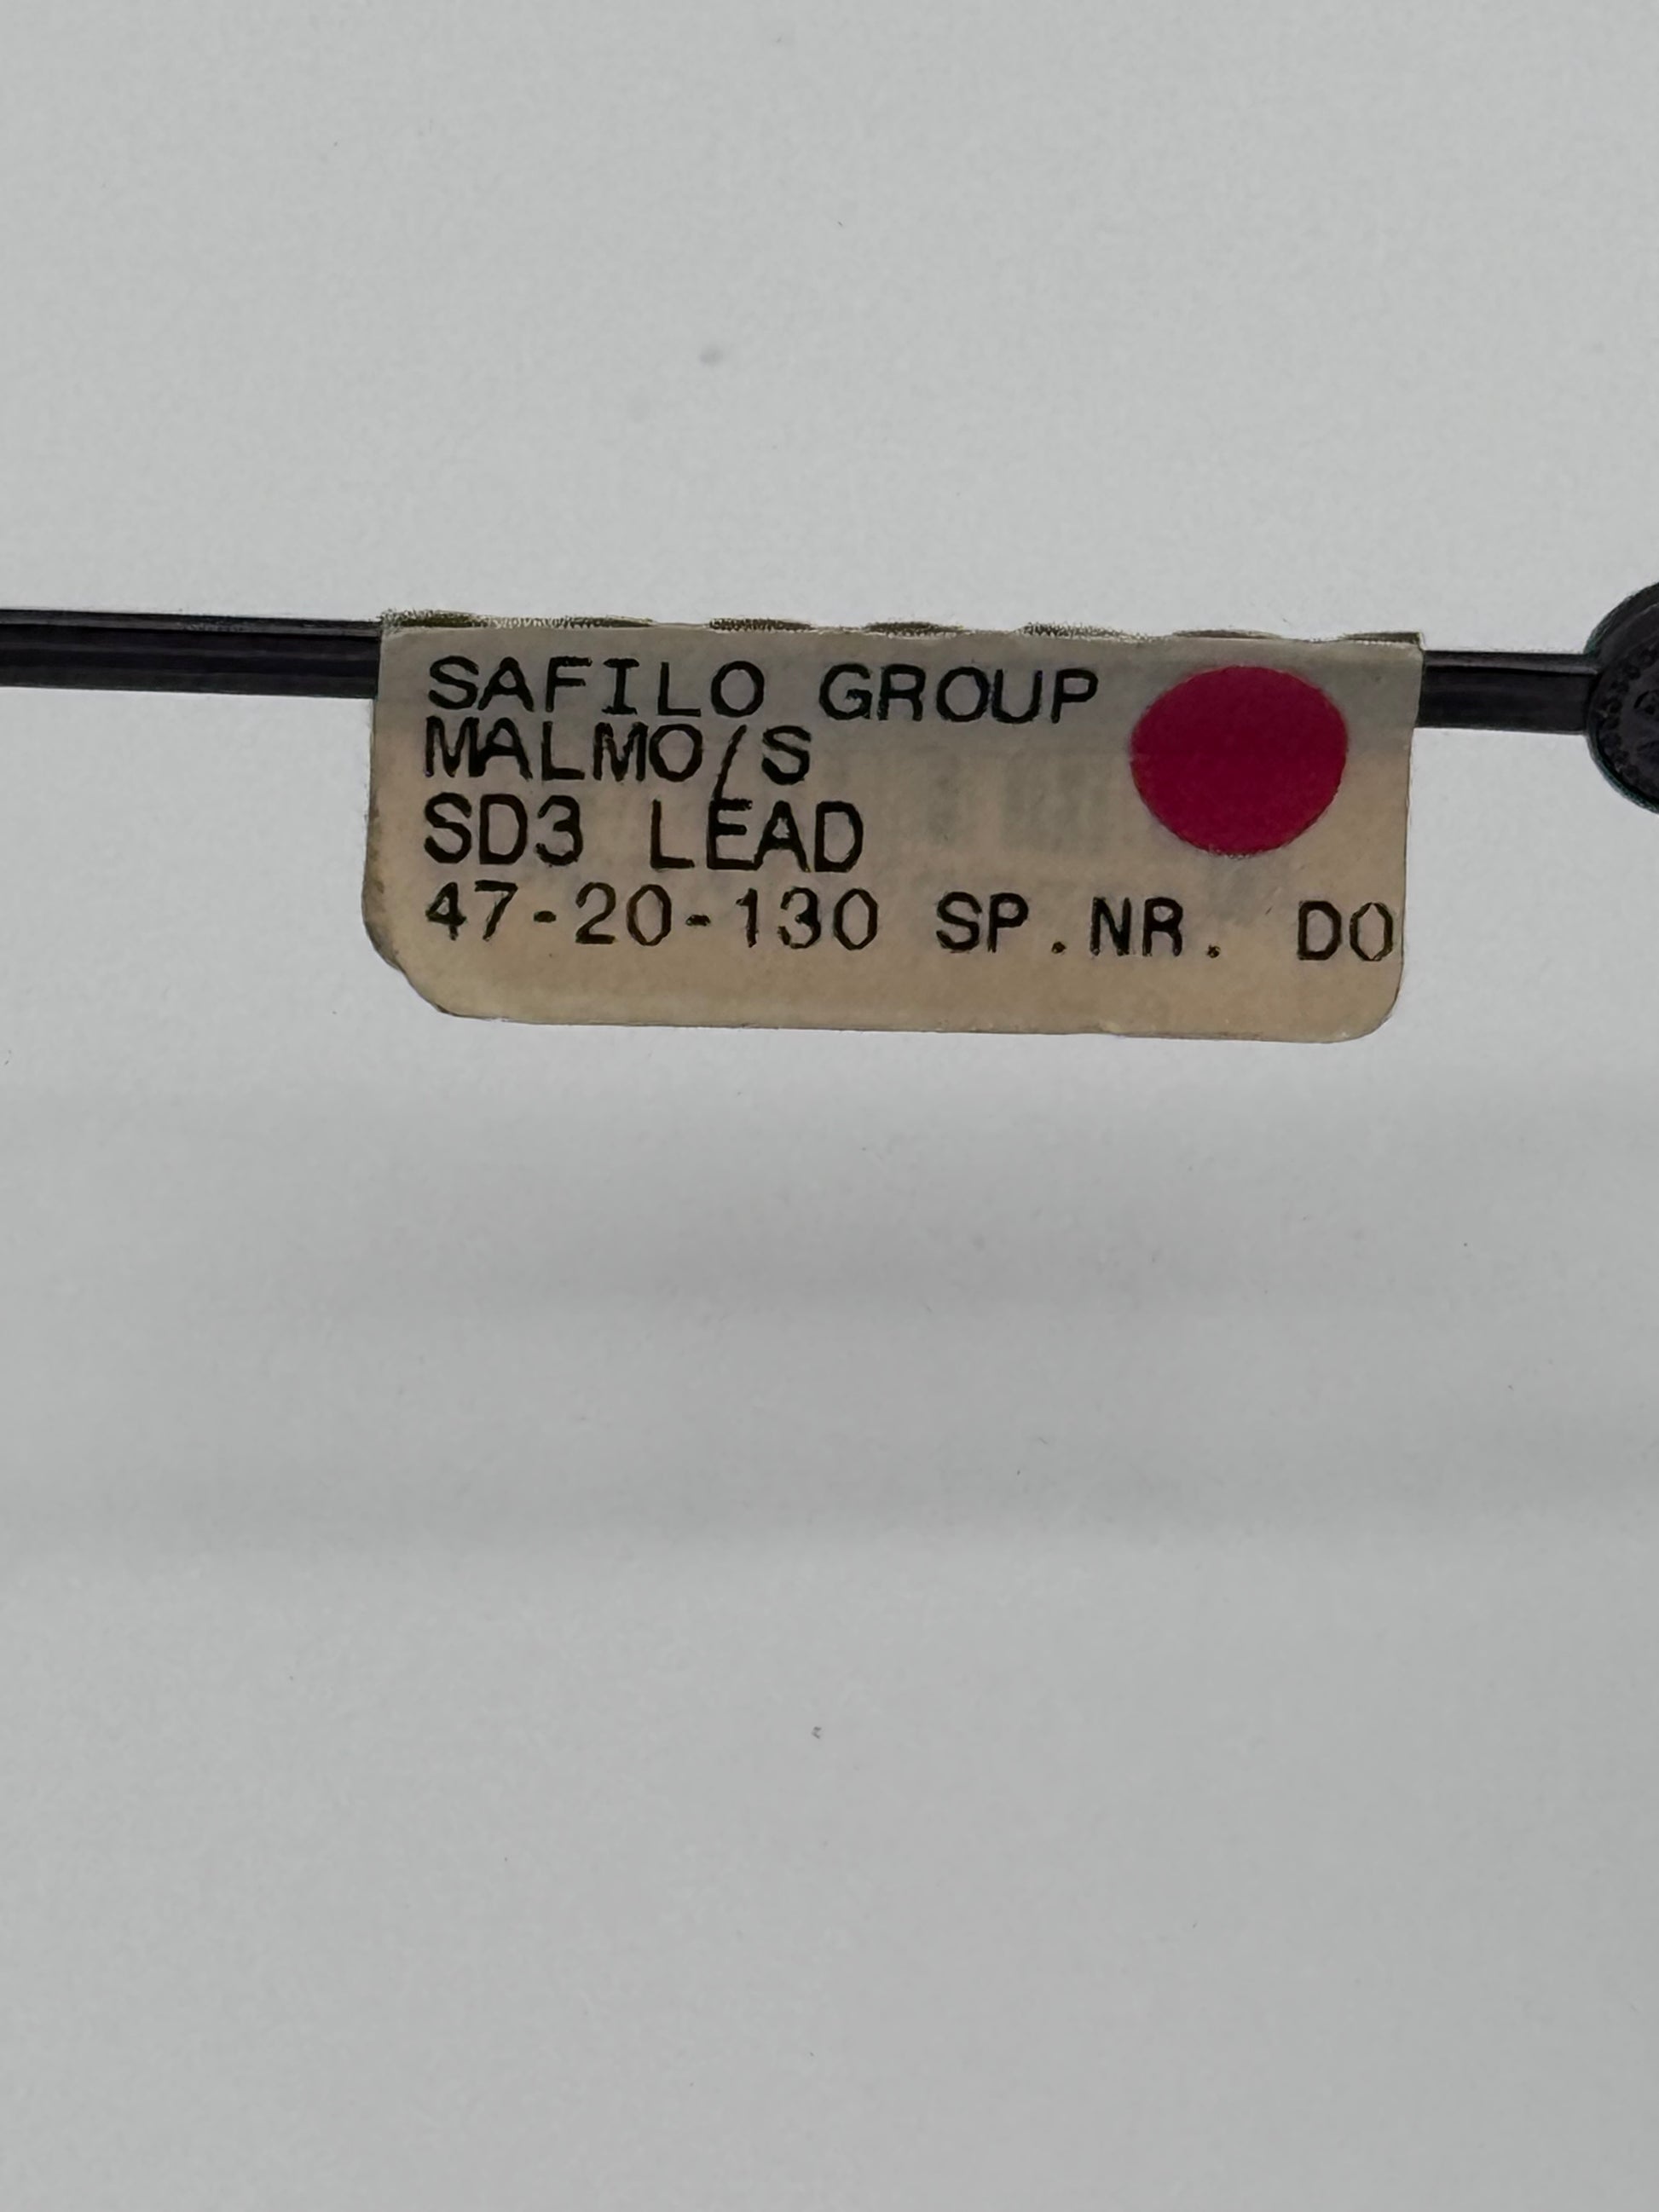 SAFILO GROUP
MALMO/S
SD3 LEAD
47-20-130 SP.NR. DO